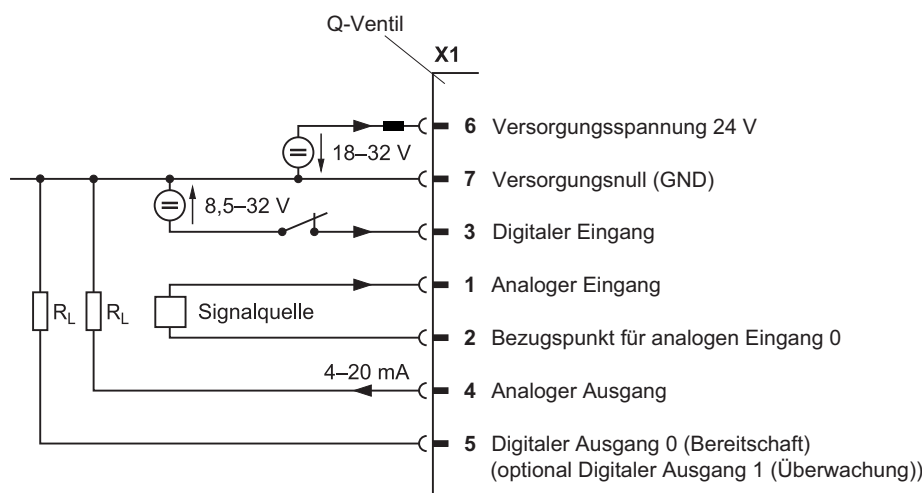 Q-Ventil
X1
6 Versorgungsspannung 24 V
18–32 V
7 Versorgungsnull (GND)
8,5–32 V
3 Digitaler Eingang
1 Analoger Eingang
R_L R_L Signalquelle
2 Bezugspunkt für analogen Eingang 0
4–20 mA
4 Analoger Ausgang
5 Digitaler Ausgang 0 (Bereitschaft)
(optional Digitaler Ausgang 1 (Überwachung))